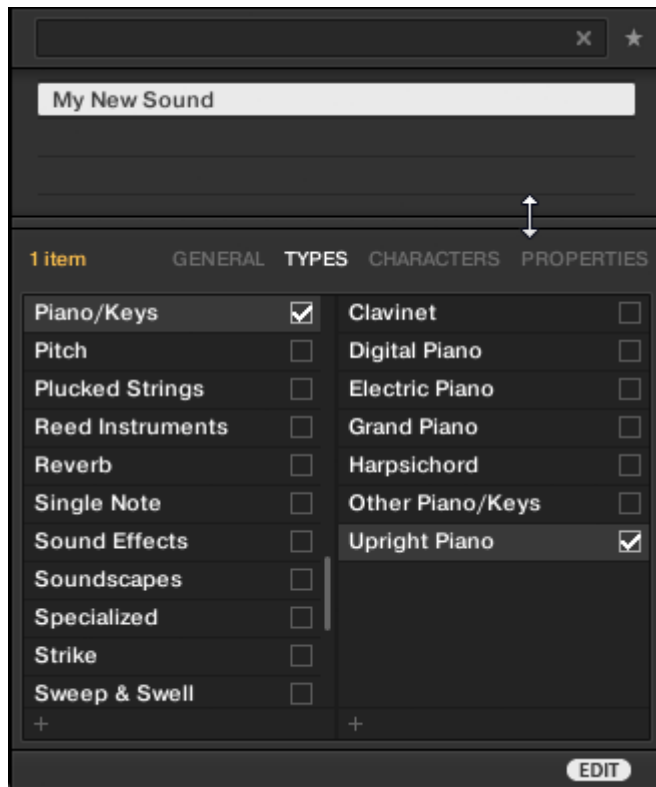 My New Sound
1 item GENERAL TYPES CHARACTERS PROPERTIES
Piano/Keys Clavinet
Pitch Digital Piano
Plucked Strings Electric Piano
Reed Instruments Grand Piano
Reverb Harpsichord
Single Note Other Piano/Keys
Sound Effects Upright Piano
Soundscapes
Specialized
Strike
Sweep & Swell
+ +
EDIT